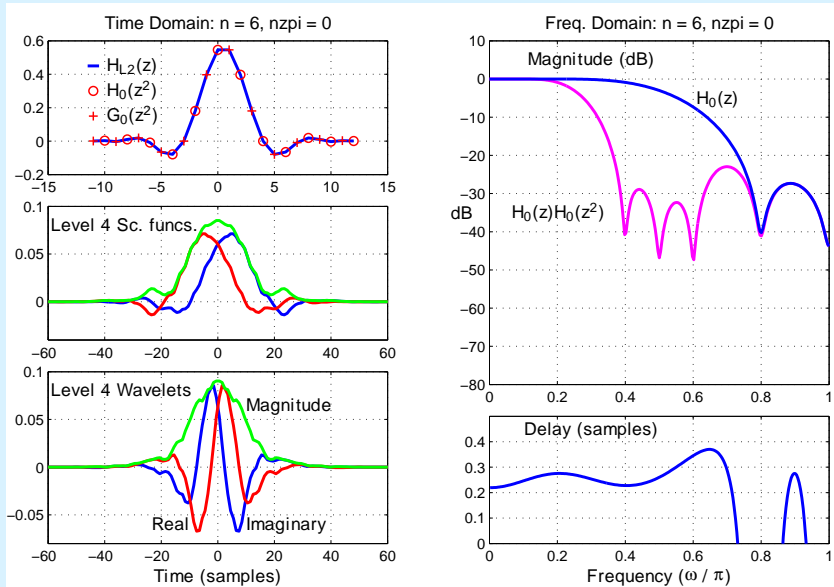 Time Domain: n = 6, nzpi = 0
0.6
0.4
0.2
0
−0.2
H_L2(z)
H_0(z^2)
G_0(z^2)
−15 −10 −5 0 5 10 15
Level 4 Sc. funcs.
0.1
0.05
0
−60 −40 −20 0 20 40 60
Level 4 Wavelets
Magnitude
0.1
0.05
0
−0.05
Real
Imaginary
−60 −40 −20 0 20 40 60
Time (samples)
Freq. Domain: n = 6, nzpi = 0
Magnitude (dB)
H_0(z)
10
0
−10
−20
−30
dB
H_0(z)H_0(z^2)
−40
−50
−60
−70
−80
0 0.2 0.4 0.6 0.8 1
Delay (samples)
0.4
0.3
0.2
0.1
0
0 0.2 0.4 0.6 0.8 1
Frequency (ω / π)